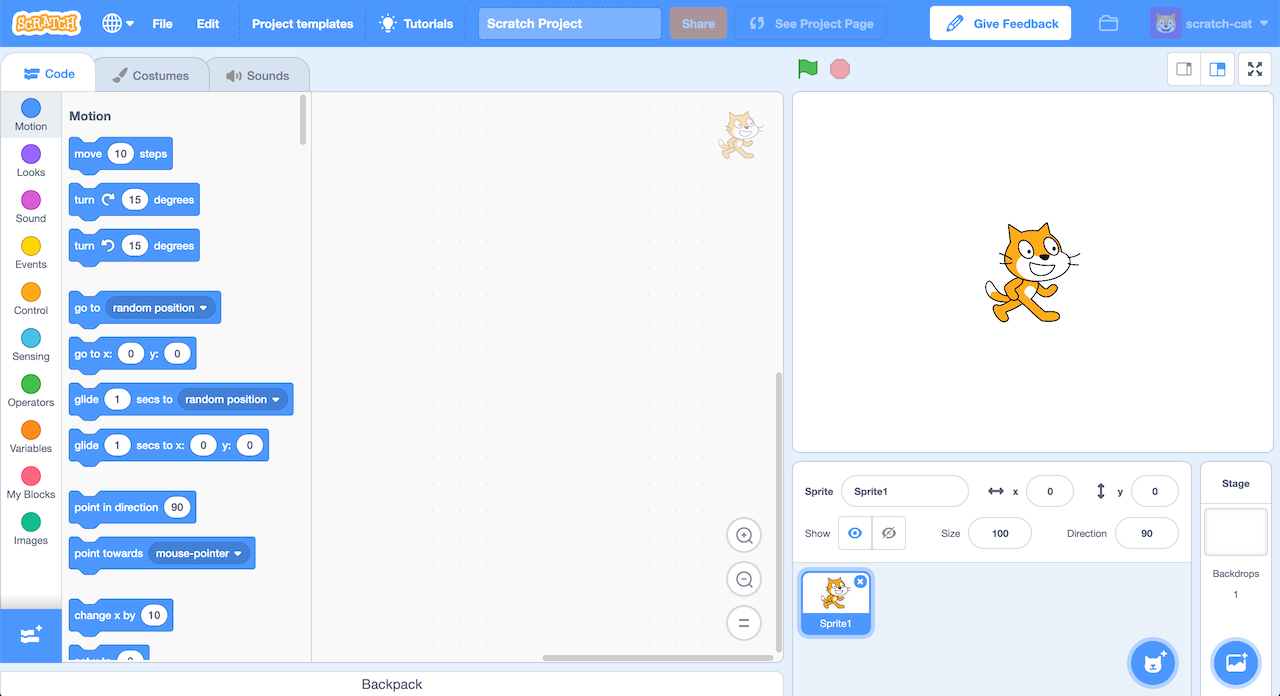 SCRATCH
File
Edit
Project templates
Tutorials
Scratch Project
Share
See Project Page
Give Feedback
scratch-cat
Code
Costumes
Sounds
Motion
Looks
Sound
Events
Control
Sensing
Operators
Variables
My Blocks
Images
Motion
move 10 steps
turn 15 degrees
turn 15 degrees
go to random position
go to x: 0 y: 0
glide 1 secs to random position
glide 1 secs to x: 0 y: 0
point in direction 90
point towards mouse-pointer
change x by 10
Backpack
Sprite Sprite1 x 0 y 0
Show Size 100 Direction 90
Sprite1
Stage
Backdrops
1